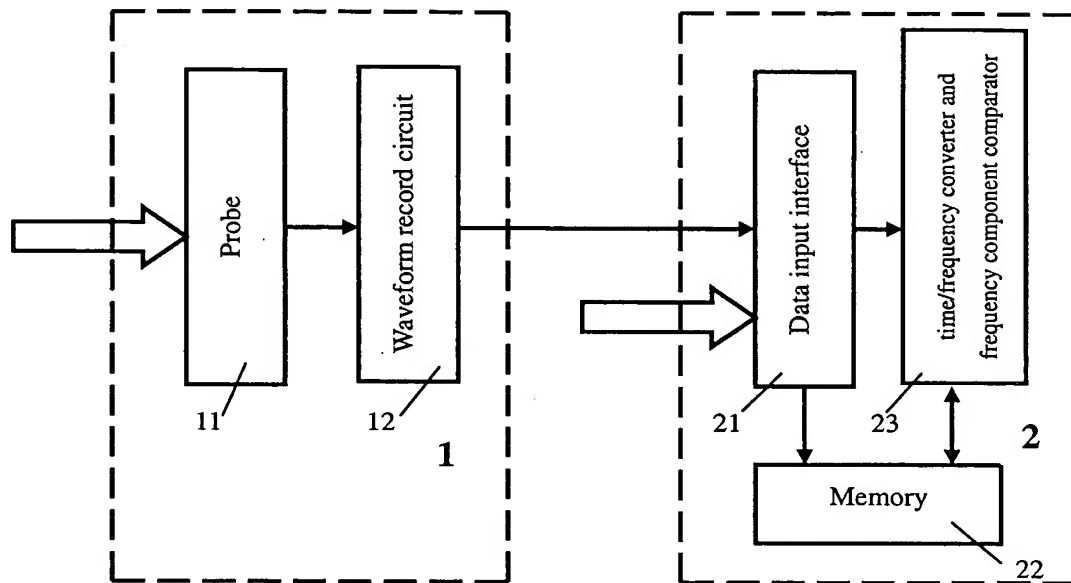 Probe
Waveform record circuit
Data input interface
time/frequency converter and
frequency component comparator
11
12
1
21
23
2
Memory
22